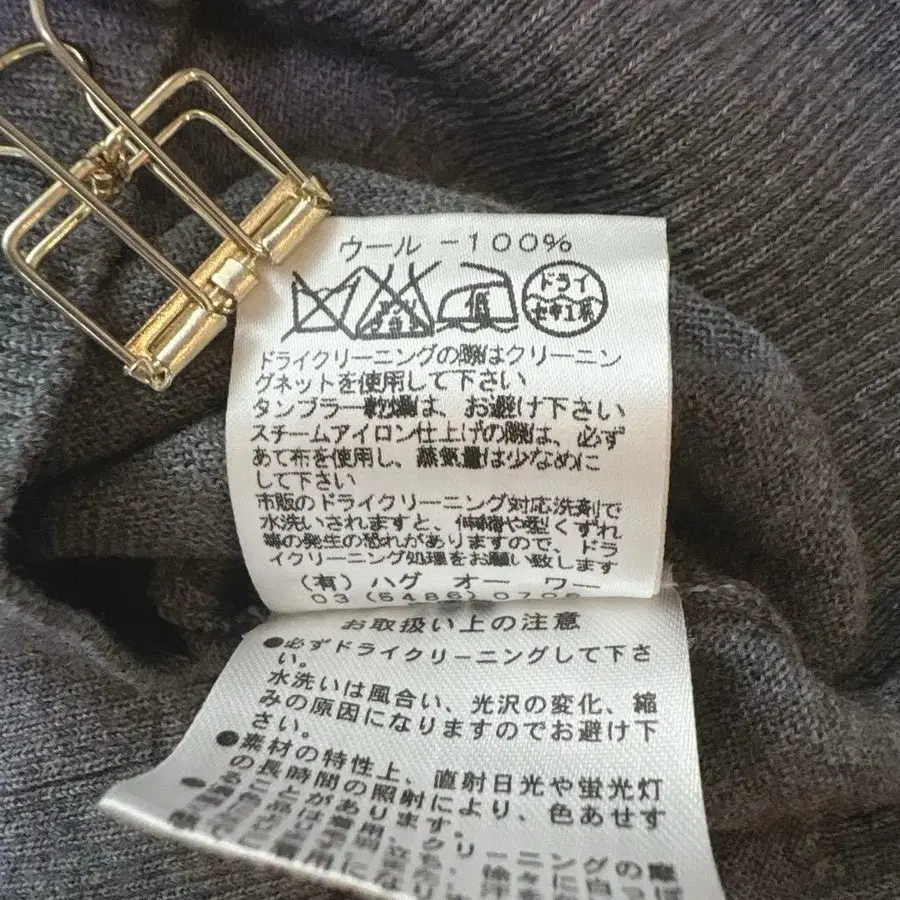 ウール -100%
低
ドライ
セキユ系
ドライクリーニングの際はクリーニン
グネットを使用して下さい
タンブラー乾燥は、お避け下さい
スチームアイロン仕上げの際は、必ず
あて布を使用し、蒸気量は少なめに
して下さい
市販のドライクリーニング対応洗剤で
水洗いされますと、伸縮や型くずれ
等の発生の恐れがありますので、ドラ
イクリーニング処理をお願い致します
(有) ハグ オー ワー
03 (5486) 0706
お取扱い上の注意
●必ずドライクリーニングして下さ
い。
水洗いは風合い、光沢の変化、縮
みの原因になりますのでお避け下
さい。
●素材の特性上、直射日光や蛍光灯
の長時間の照射により、色あせす
ることがあります。